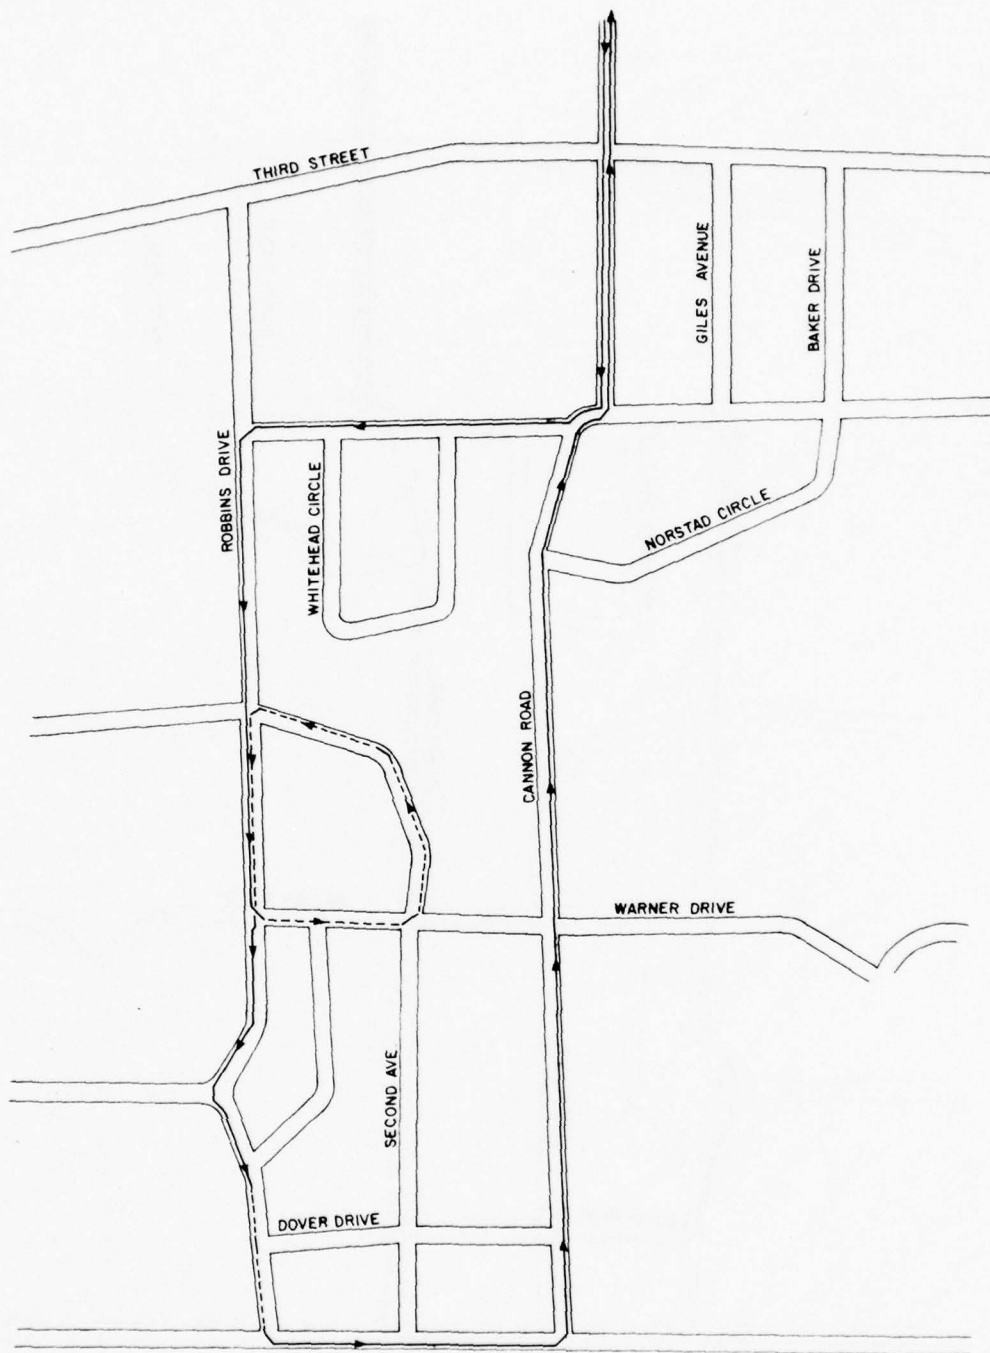 THIRD STREET
GILES AVENUE
BAKER DRIVE
ROBBINS DRIVE
WHITEHEAD CIRCLE
NORSTAD CIRCLE
CANNON ROAD
WARNER DRIVE
SECOND AVE
DOVER DRIVE